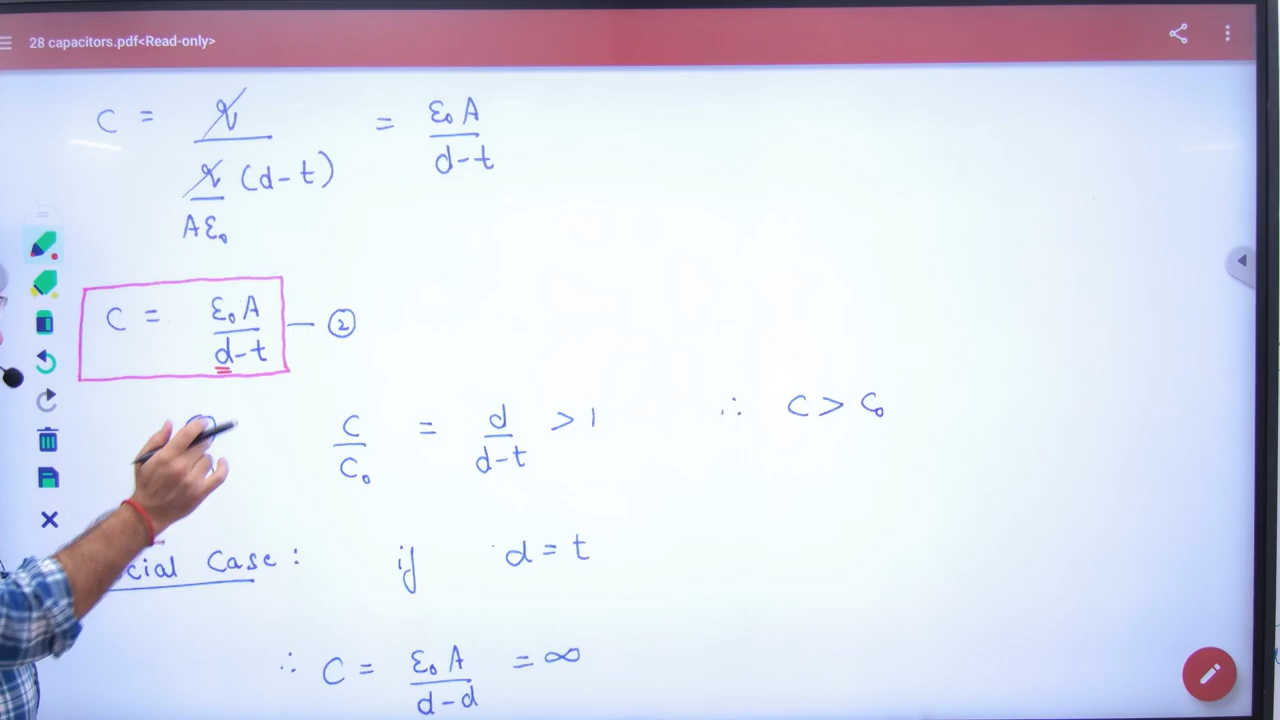 28 capacitors.pdf<Read-only>
C = q / (q/Aε₀ (d-t)) = ε₀A / (d-t)
C = ε₀A / (d-t) — ②
C/C₀ = d / (d-t) > 1 ∴ C > C₀
cial Case : if d = t
∴ C = ε₀A / (d-d) = ∞